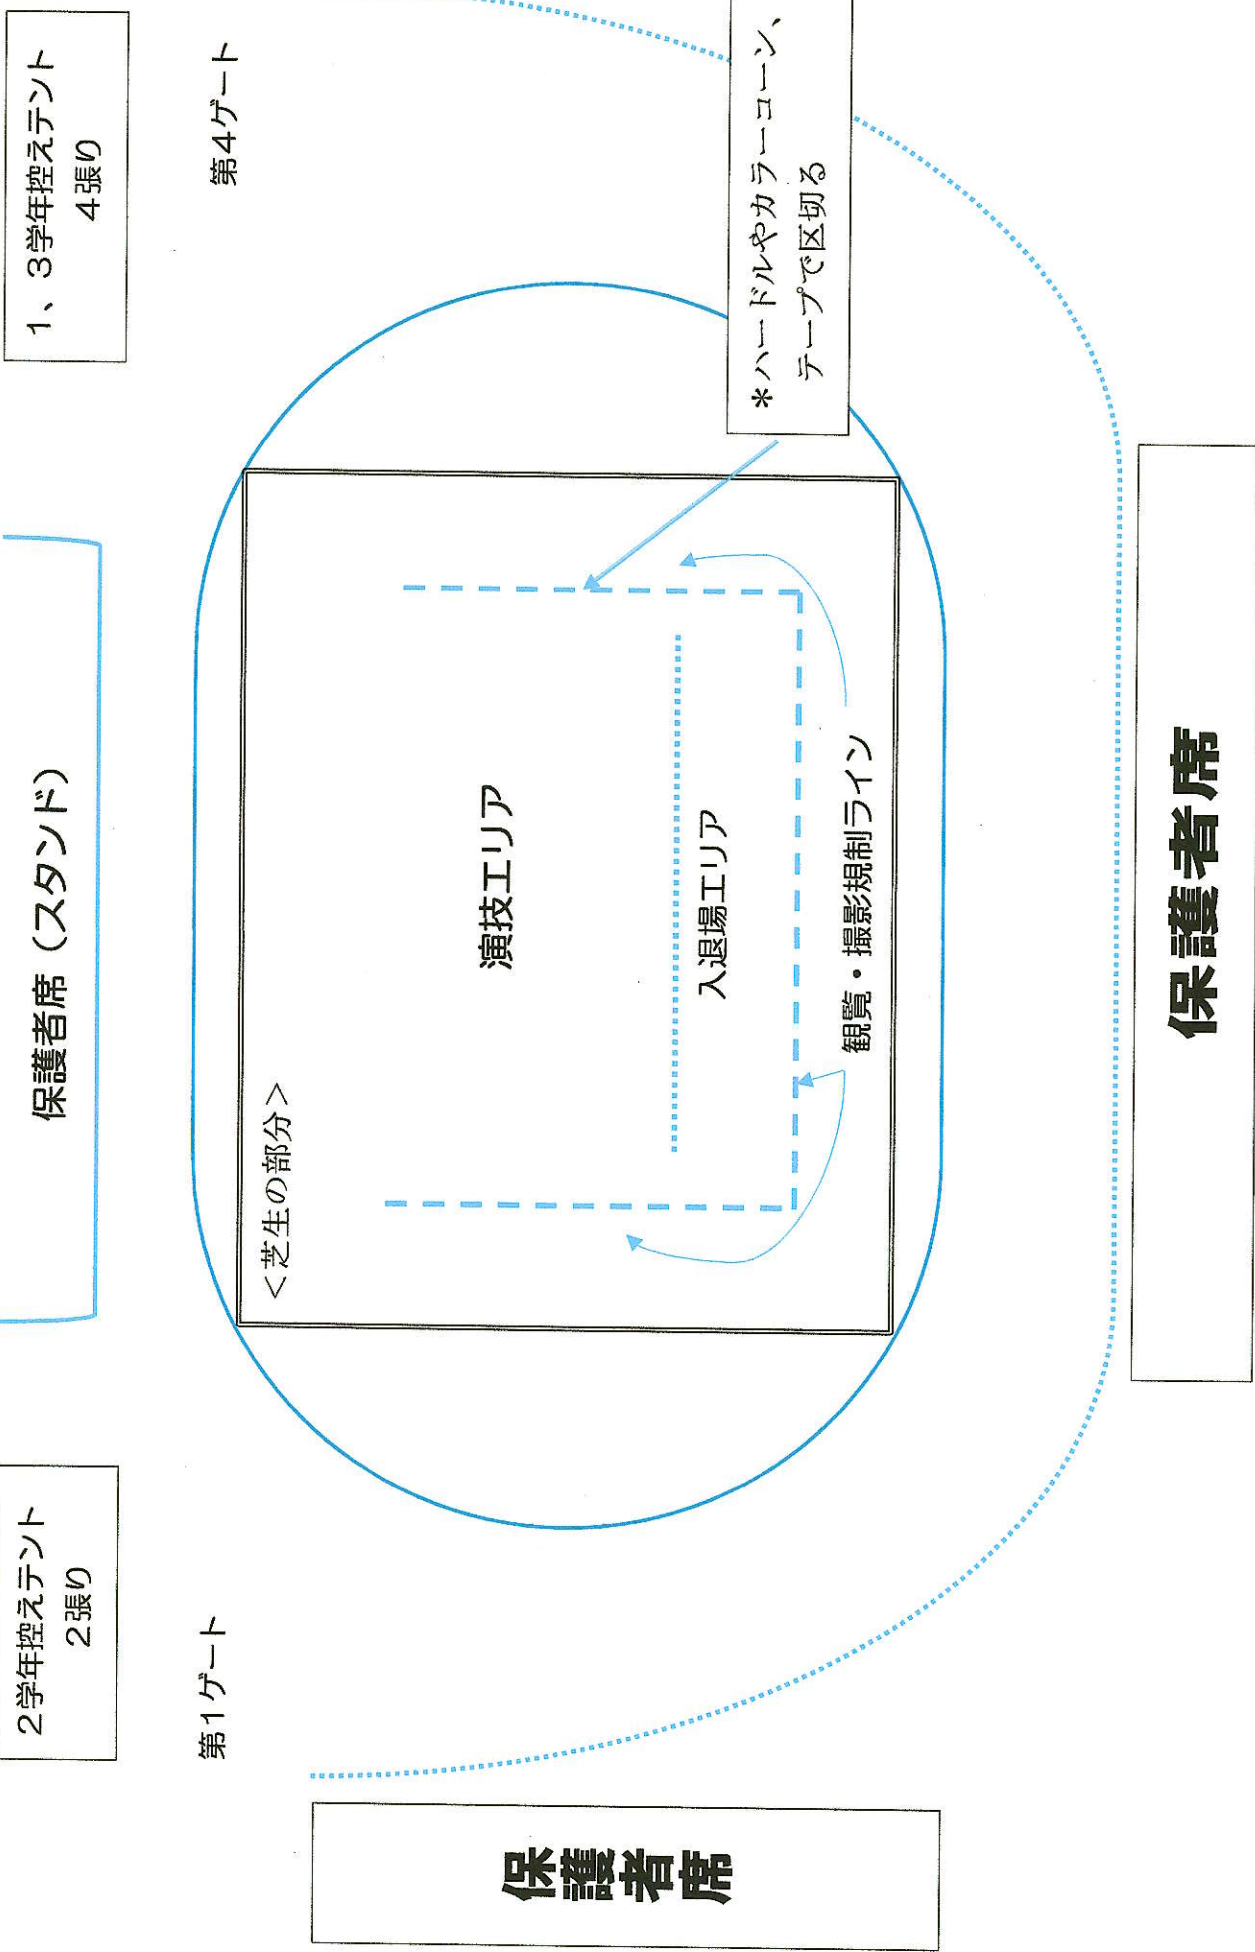 2学年控えテント
2張り
保護者席（スタンド）
1、3学年控えテント
4張り
第1ゲート
第4ゲート
＜芝生の部分＞
演技エリア
入退場エリア
観覧・撮影規制ライン
＊ハードルやカラーコーン、
テープで区切る
保護者席
保護者席